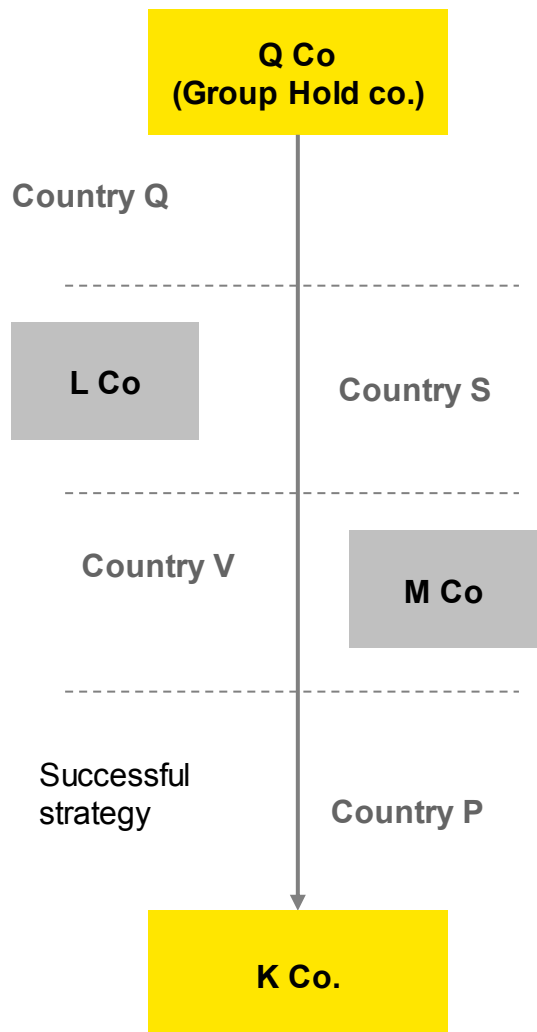 Q Co
(Group Hold co.)
Country Q
L Co
Country S
Country V
M Co
Successful
strategy
Country P
K Co.